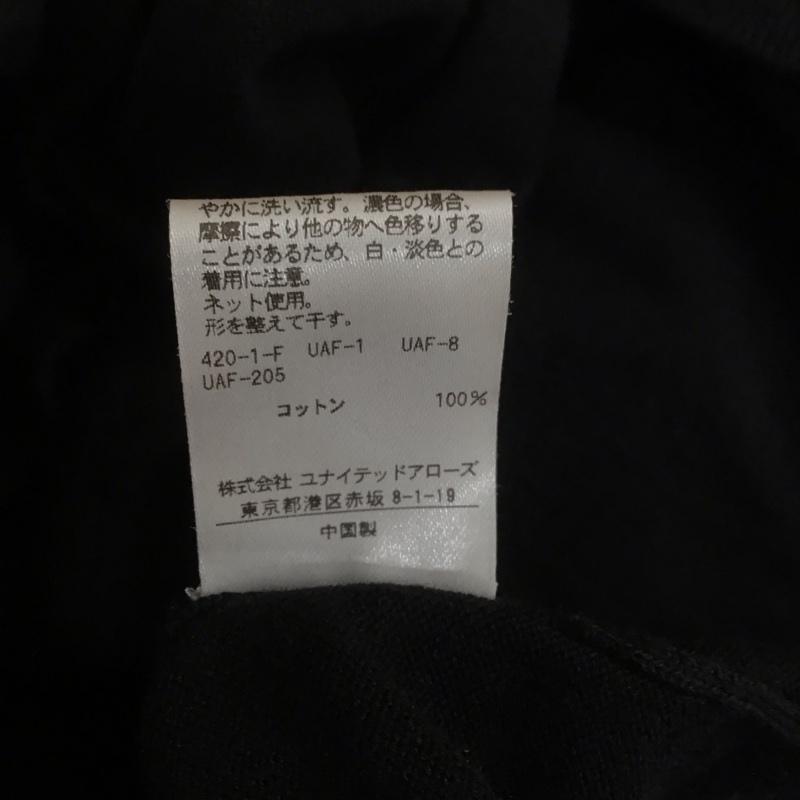 やかに洗い流す。濃色の場合、
摩擦により他の物へ色移りする
ことがあるため、白・淡色との
着用に注意。
ネット使用。
形を整えて干す。
420-1-F UAF-1 UAF-8
UAF-205
コットン 100%
株式会社 ユナイテッドアローズ
東京都港区赤坂 8-1-19
中国製